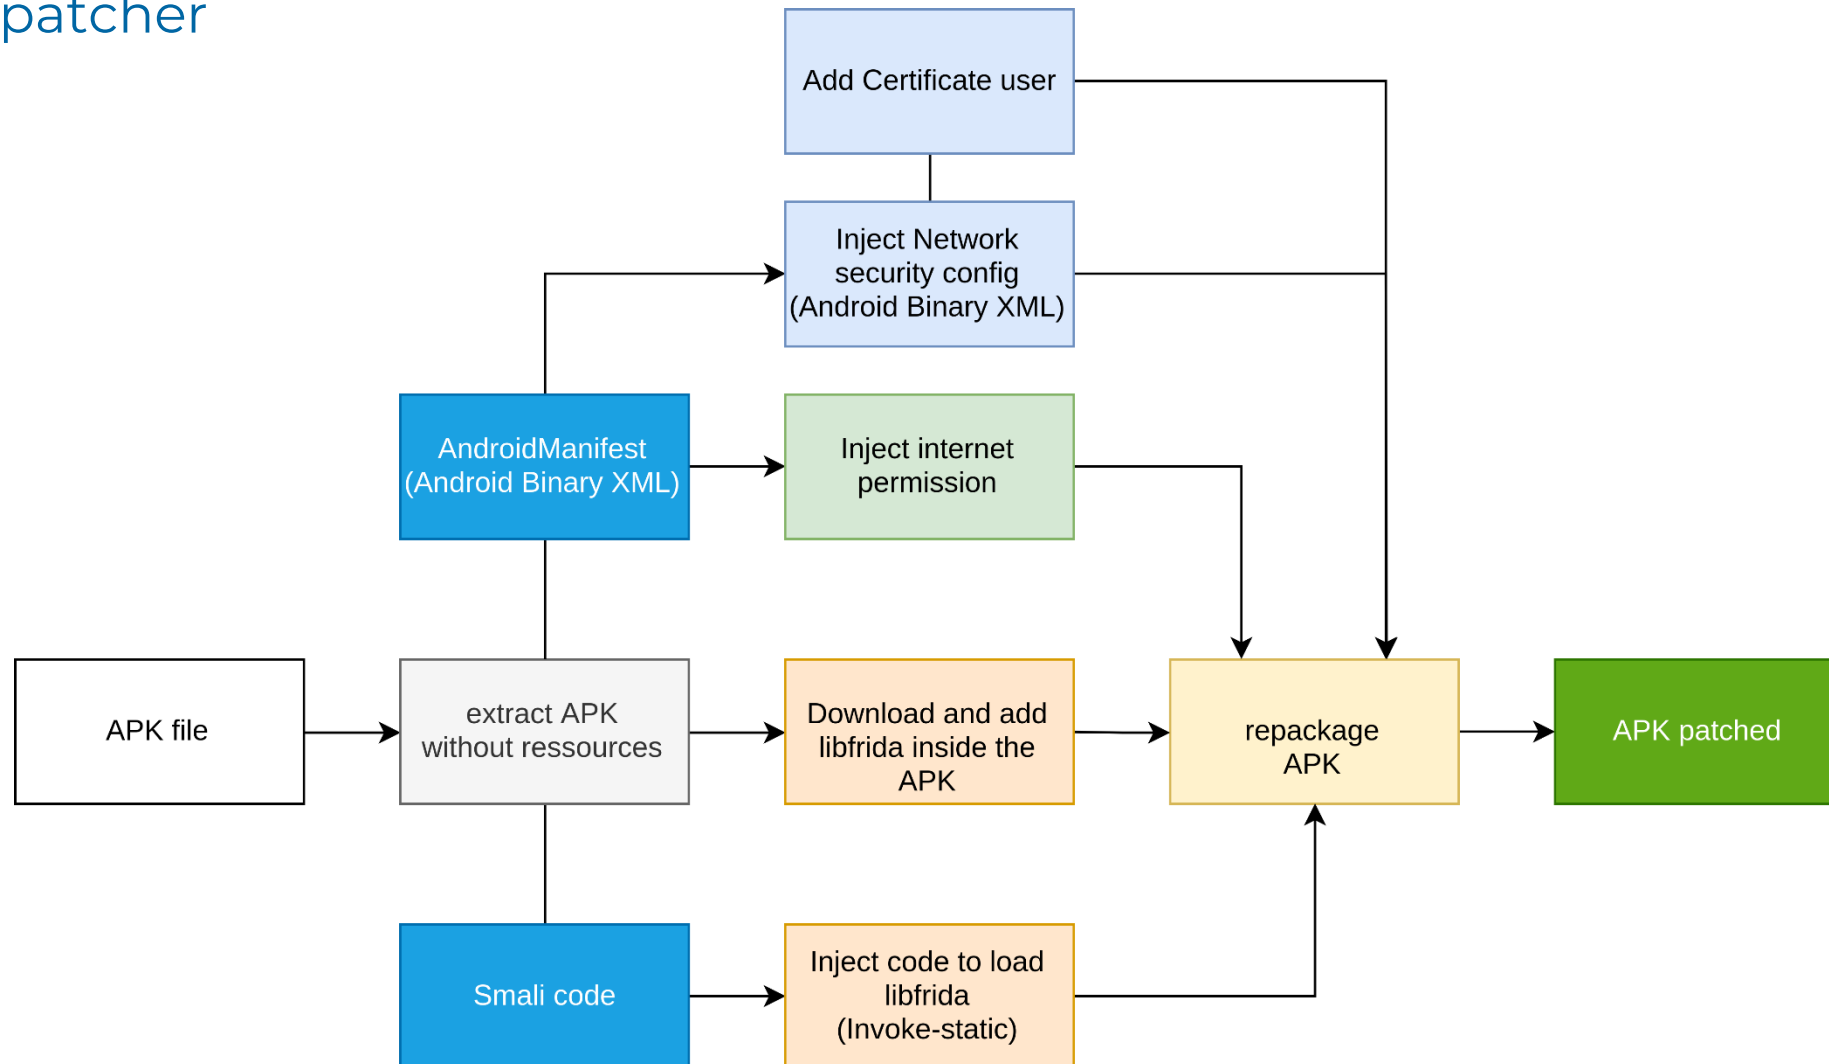 patcher
Add Certificate user
Inject Network
security config
(Android Binary XML)
AndroidManifest
(Android Binary XML)
Inject internet
permission
APK file
extract APK
without ressources
Download and add
libfrida inside the
APK
repackage
APK
APK patched
Smali code
Inject code to load
libfrida
(Invoke-static)